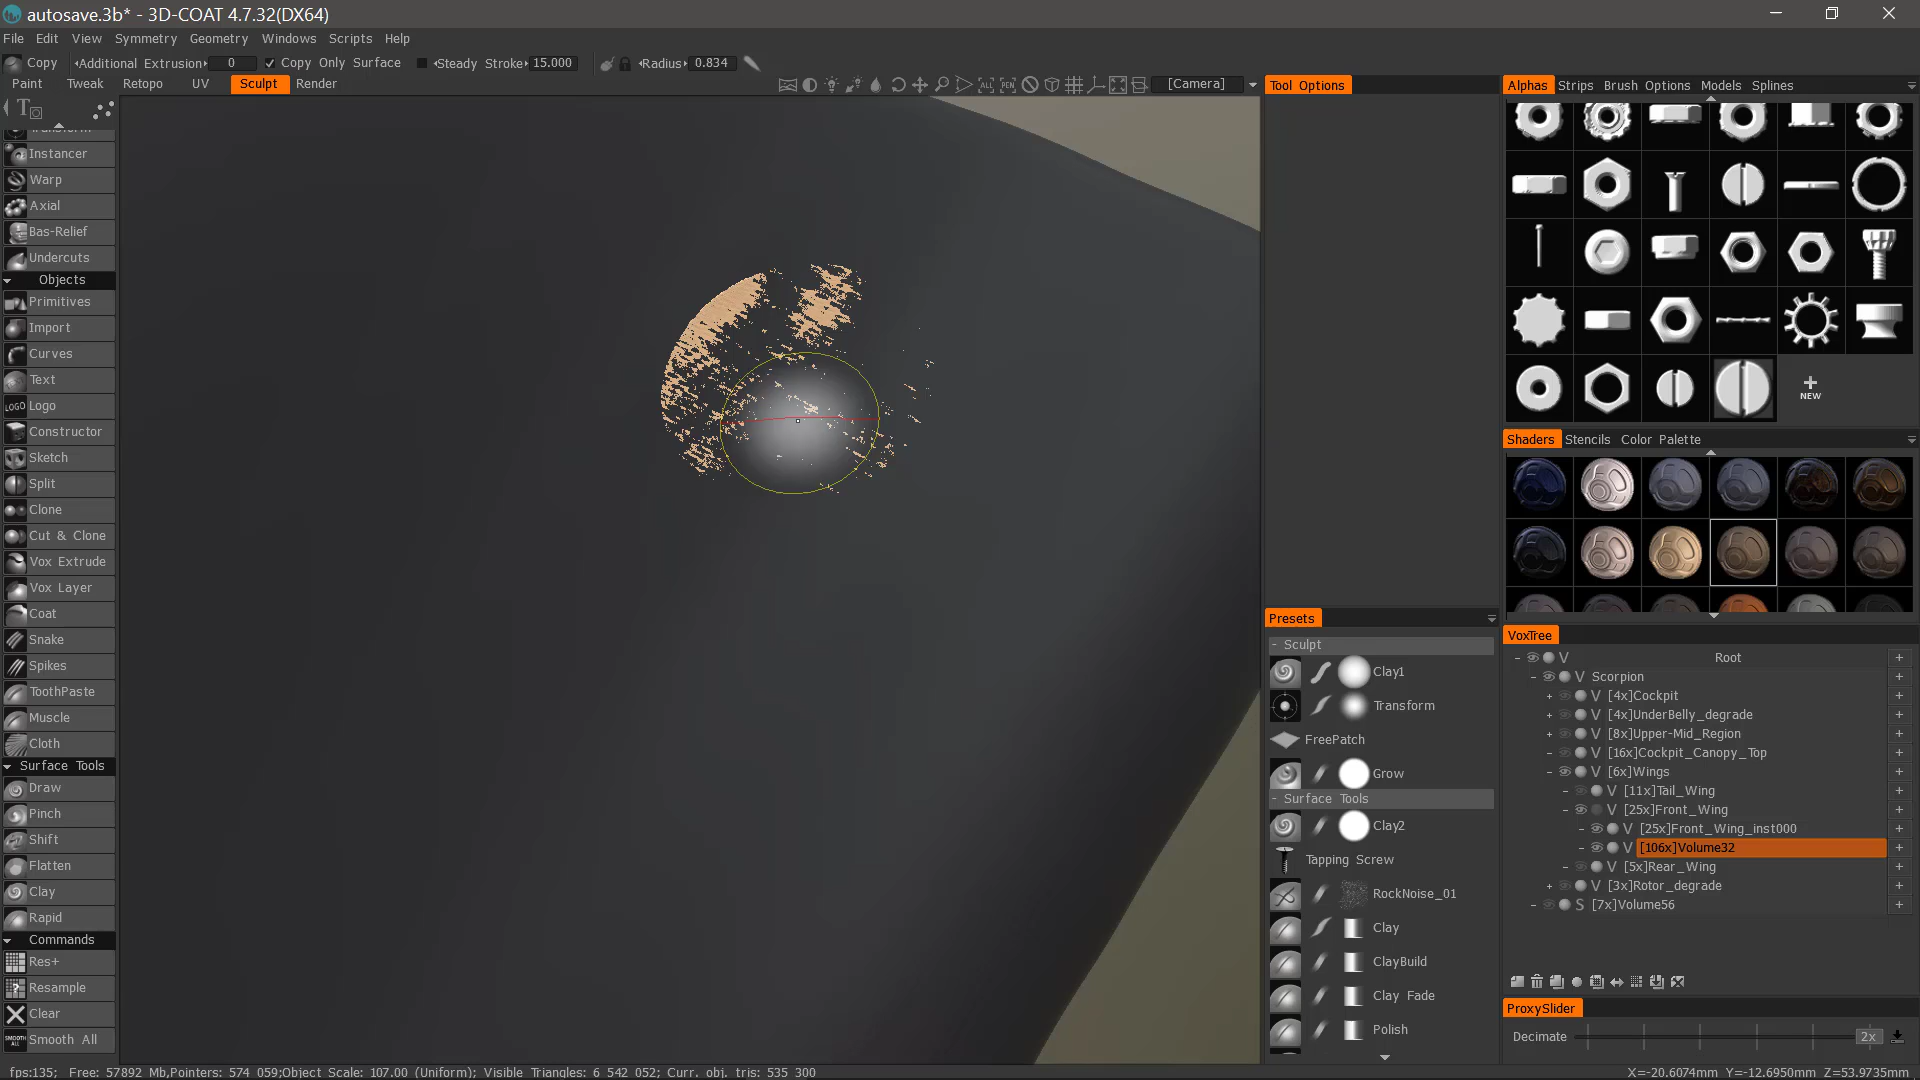 autosave.3b* - 3D-COAT 4.7.32(DX64)
File Edit View Symmetry Geometry Windows Scripts Help
Copy Additional Extrusion 0 Copy Only Surface Steady Stroke 15.000 Radius 0.834
Paint Tweak Retopo UV Sculpt Render
[Camera]
Tool Options
Alphas Strips Brush Options Models Splines
Transform
Instancer
Warp
Axial
Bas-Relief
Undercuts
Objects
Primitives
Import
Curves
Text
LOGO Logo
Constructor
Sketch
Split
Clone
Cut & Clone
Vox Extrude
Vox Layer
Coat
Snake
Spikes
ToothPaste
Muscle
Cloth
Surface Tools
Draw
Pinch
Shift
Flatten
Clay
Rapid
Commands
Res+
Resample
Clear
SMOOTH ALL Smooth All
NEW
Shaders Stencils Color Palette
Presets
- Sculpt
Clay1
Transform
FreePatch
Grow
- Surface Tools
Clay2
Tapping Screw
RockNoise_01
Clay
ClayBuild
Clay Fade
Polish
VoxTree
- V Root +
- V Scorpion +
+ V [4x]Cockpit +
+ V [4x]UnderBelly_degrade +
+ V [8x]Upper-Mid_Region +
- V [16x]Cockpit_Canopy_Top +
- V [6x]Wings +
- V [11x]Tail_Wing +
- V [25x]Front_Wing +
- V [25x]Front_Wing_inst000 +
- V [106x]Volume32 +
- V [5x]Rear_Wing +
+ V [3x]Rotor_degrade +
- S [7x]Volume56 +
ProxySlider
Decimate 2x
fps:135; Free: 57892 Mb,Pointers: 574 059;Object Scale: 107.00 (Uniform); Visible Triangles: 6 542 052; Curr. obj. tris: 535 300
X=-20.6074mm Y=-12.6950mm Z=53.9735mm